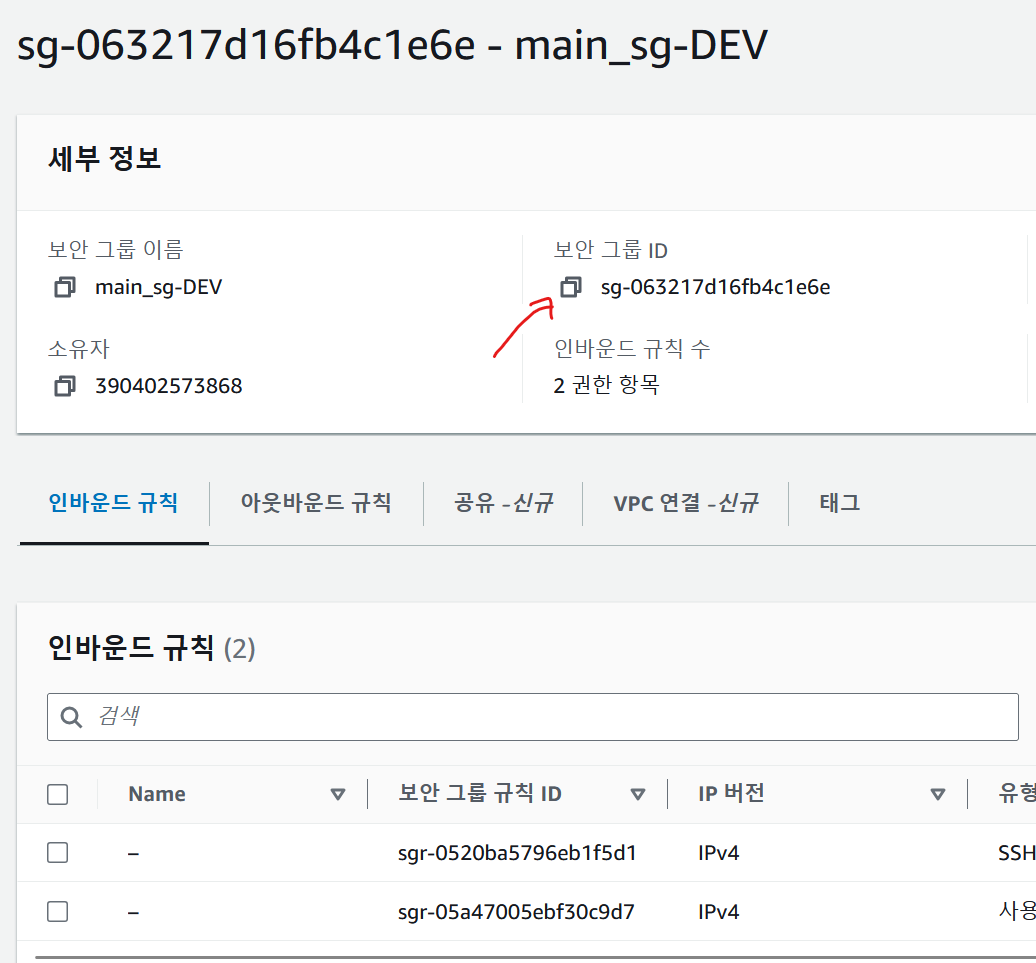 sg-063217d16fb4c1e6e - main_sg-DEV
세부 정보
보안 그룹 이름
main_sg-DEV
보안 그룹 ID
sg-063217d16fb4c1e6e
소유자
390402573868
인바운드 규칙 수
2 권한 항목
인바운드 규칙 아웃바운드 규칙 공유 -신규 VPC 연결 -신규 태그
인바운드 규칙 (2)
검색
Name 보안 그룹 규칙 ID IP 버전 유형
– sgr-0520ba5796eb1f5d1 IPv4 SSH
– sgr-05a47005ebf30c9d7 IPv4 사용